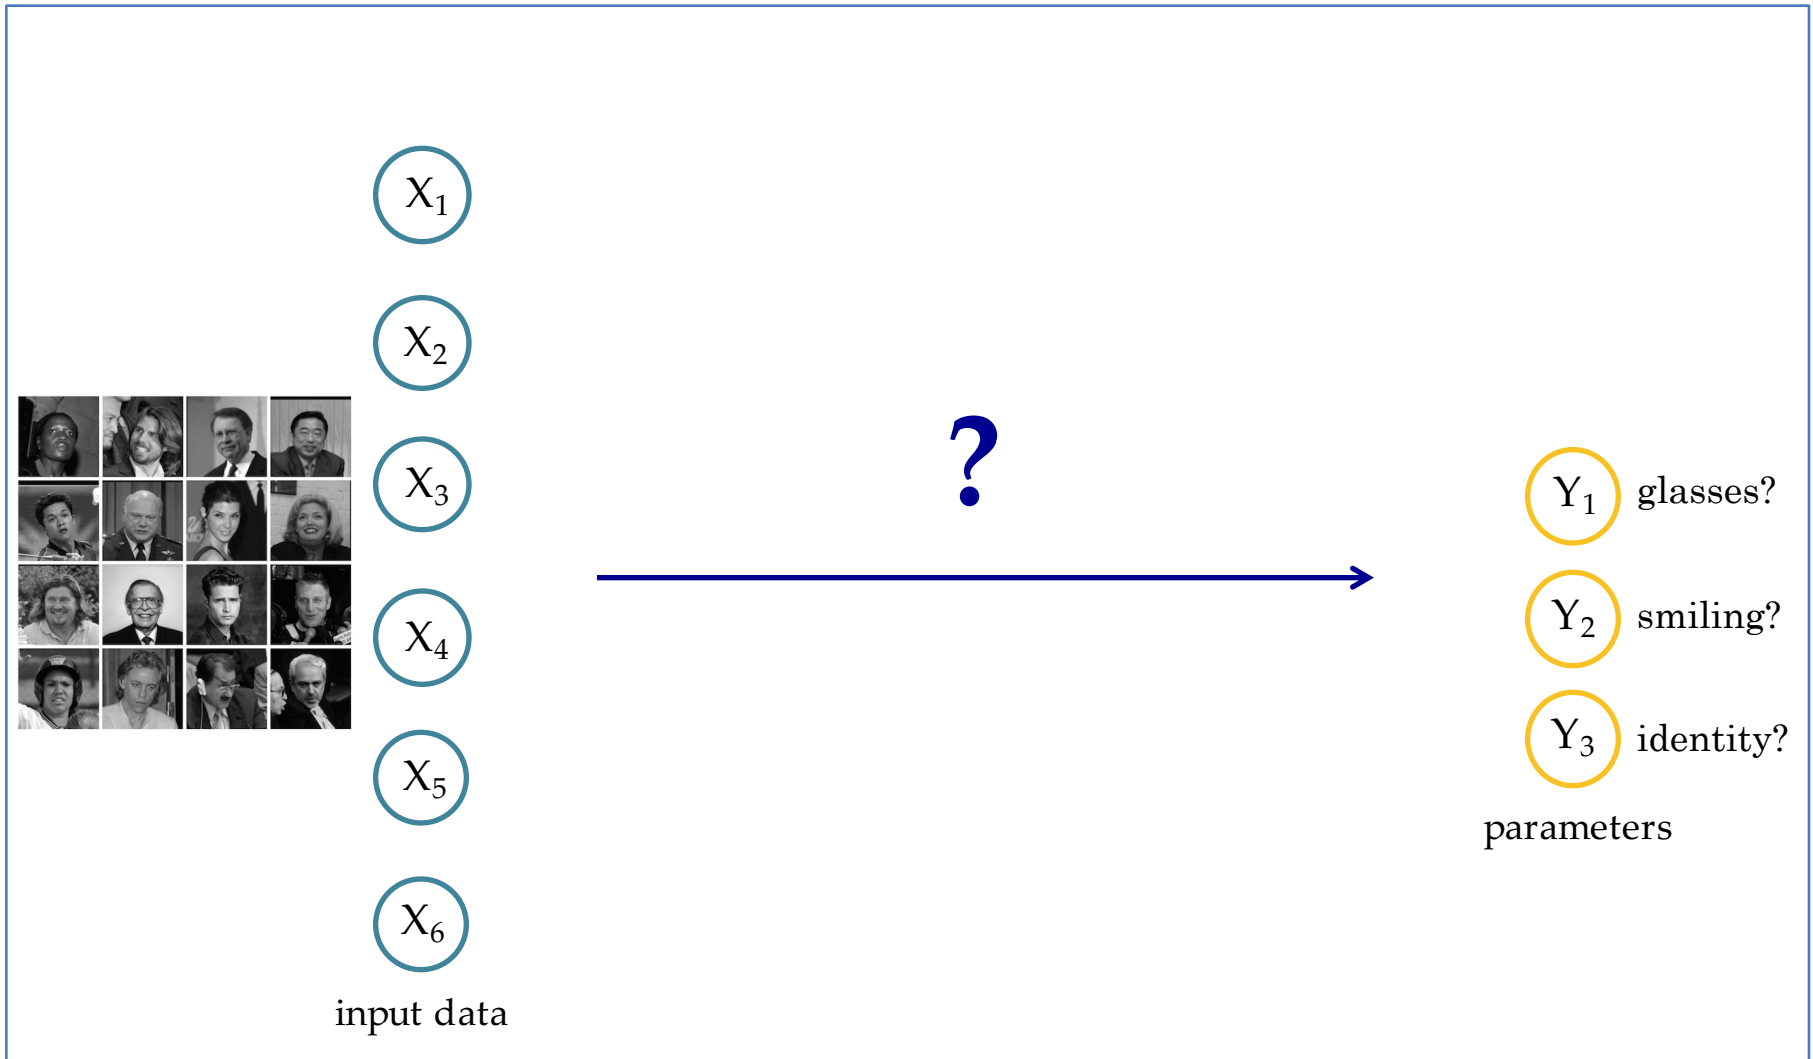 X₁
X₂
X₃
X₄
X₅
X₆
input data
?
Y₁ glasses?
Y₂ smiling?
Y₃ identity?
parameters